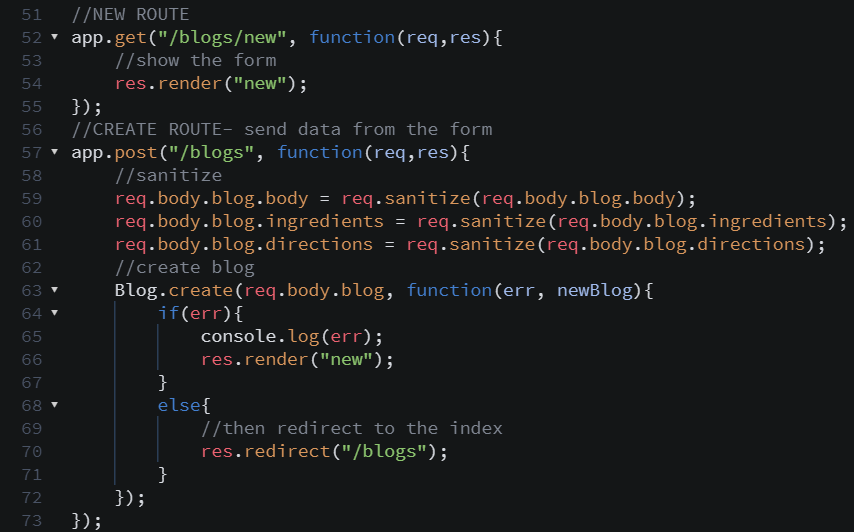 51 //NEW ROUTE
52 app.get("/blogs/new", function(req,res){
53 //show the form
54 res.render("new");
55 });
56 //CREATE ROUTE- send data from the form
57 app.post("/blogs", function(req,res){
58 //sanitize
59 req.body.blog.body = req.sanitize(req.body.blog.body);
60 req.body.blog.ingredients = req.sanitize(req.body.blog.ingredients);
61 req.body.blog.directions = req.sanitize(req.body.blog.directions);
62 //create blog
63 Blog.create(req.body.blog, function(err, newBlog){
64 if(err){
65 console.log(err);
66 res.render("new");
67 }
68 else{
69 //then redirect to the index
70 res.redirect("/blogs");
71 }
72 });
73 });